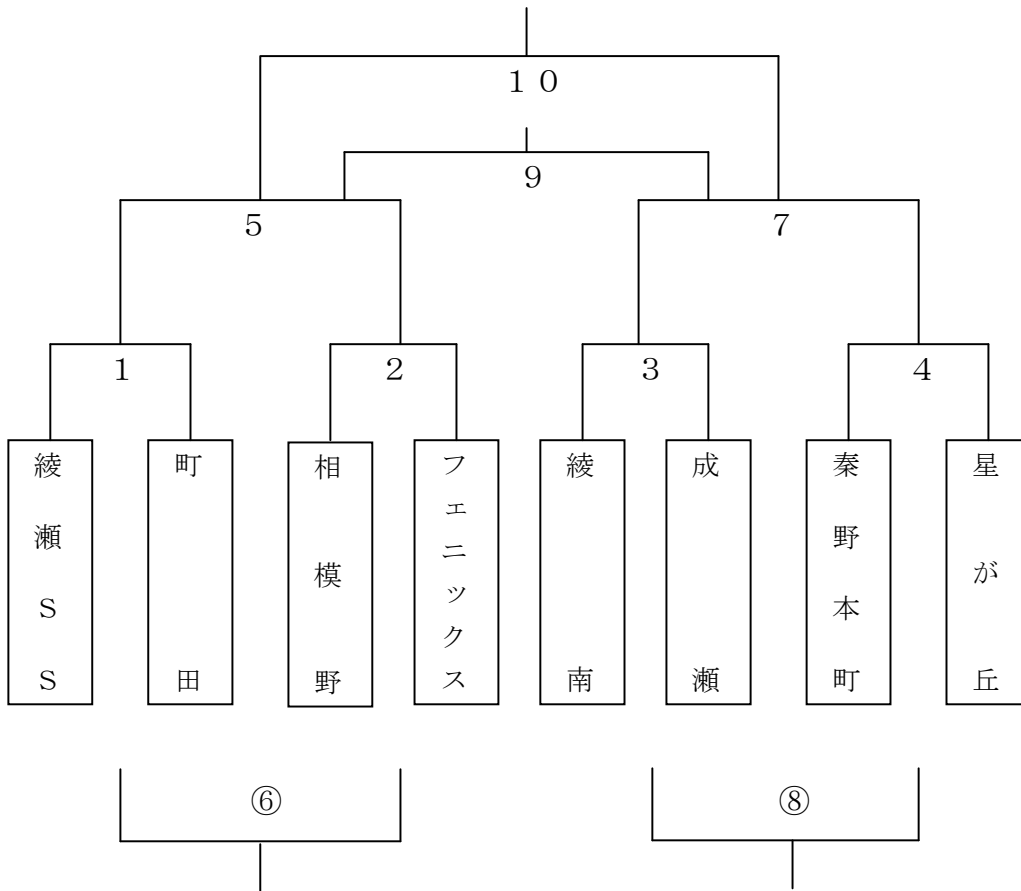 １０
９
５
７
１
２
３
４
綾瀬ＳＳ
町田
相模野
フェニックス
綾南
成瀬
秦野本町
星が丘
⑥
⑧